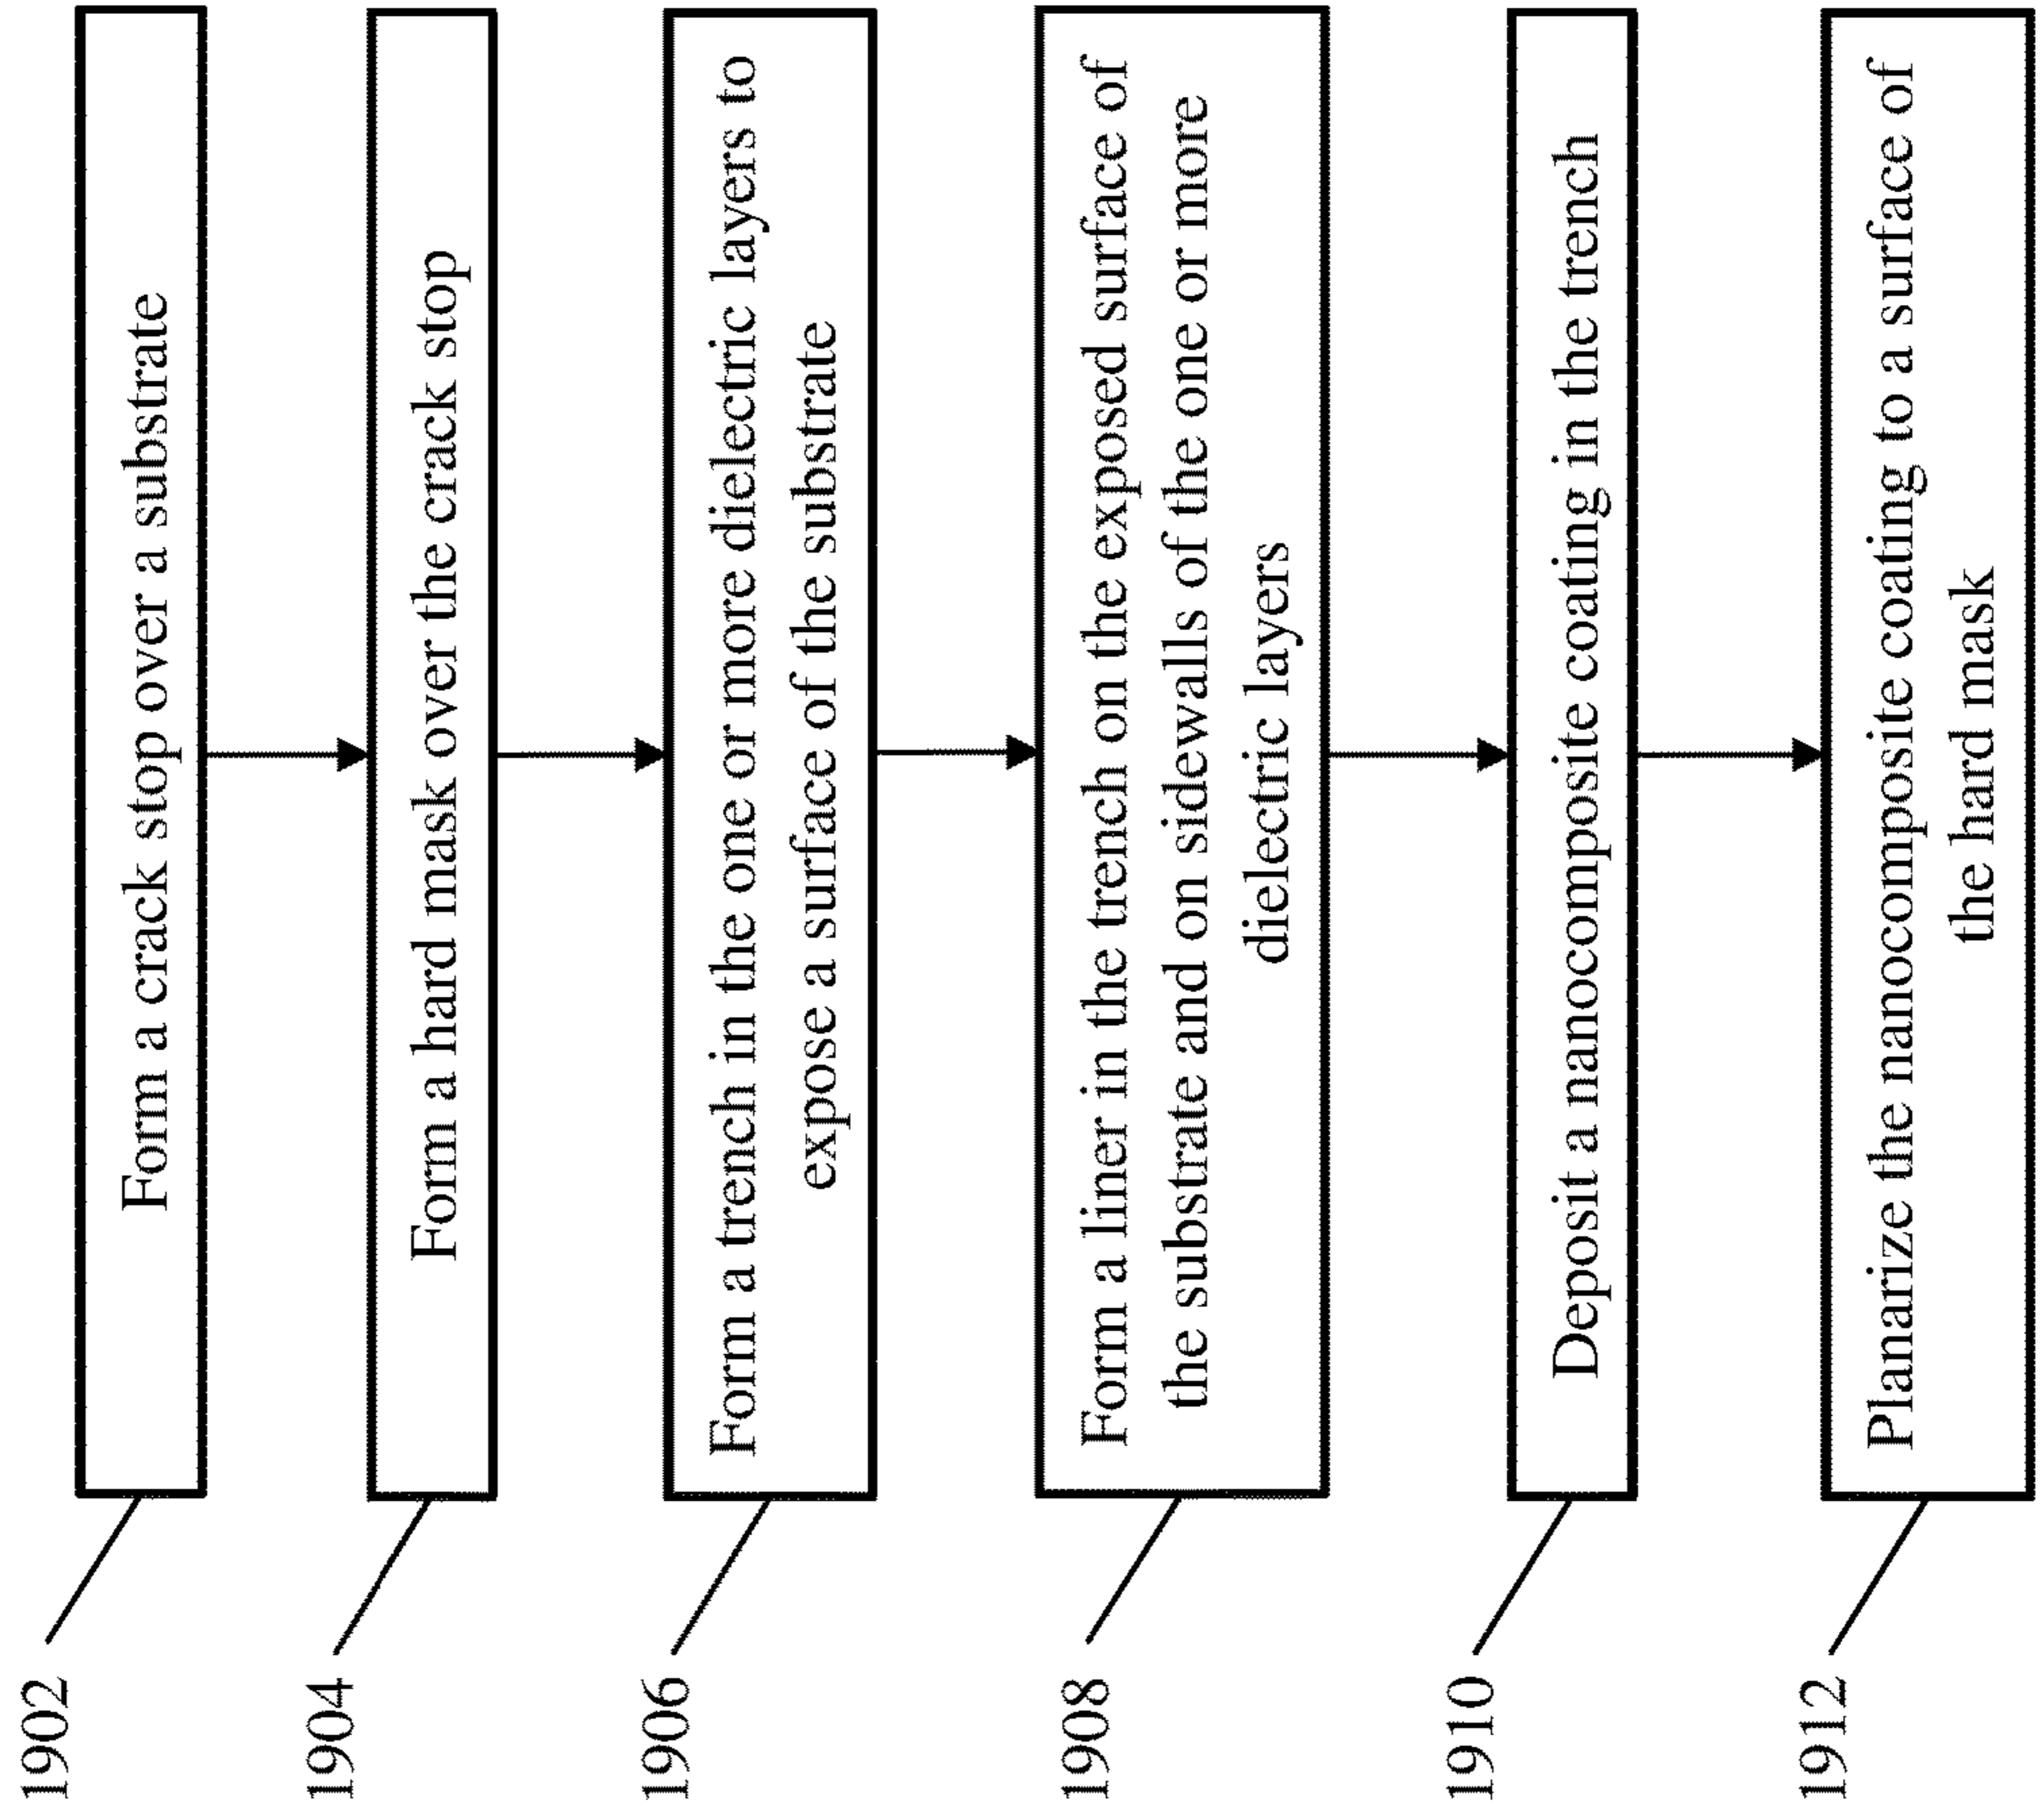 1902
Form a crack stop over a substrate
1904
Form a hard mask over the crack stop
1906
Form a trench in the one or more dielectric layers to
expose a surface of the substrate
1908
Form a liner in the trench on the exposed surface of
the substrate and on sidewalls of the one or more
dielectric layers
1910
Deposit a nanocomposite coating in the trench
1912
Planarize the nanocomposite coating to a surface of
the hard mask